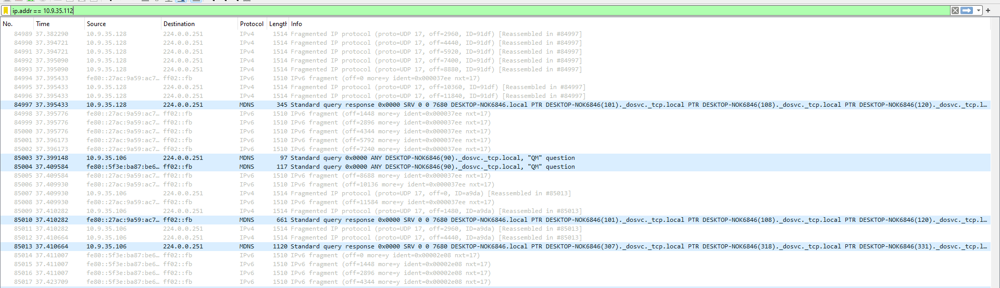 ip.addr == 10.9.35.112
No. Time Source Destination Protocol Length Info
84989 37.382290 10.9.35.128 224.0.0.251 IPv4 1514 Fragmented IP protocol (proto=UDP 17, off=2960, ID=91df) [Reassembled in #84997]
84990 37.394721 10.9.35.128 224.0.0.251 IPv4 1514 Fragmented IP protocol (proto=UDP 17, off=4440, ID=91df) [Reassembled in #84997]
84991 37.394721 10.9.35.128 224.0.0.251 IPv4 1514 Fragmented IP protocol (proto=UDP 17, off=5920, ID=91df) [Reassembled in #84997]
84992 37.395090 10.9.35.128 224.0.0.251 IPv4 1514 Fragmented IP protocol (proto=UDP 17, off=7400, ID=91df) [Reassembled in #84997]
84993 37.395090 10.9.35.128 224.0.0.251 IPv4 1514 Fragmented IP protocol (proto=UDP 17, off=8880, ID=91df) [Reassembled in #84997]
84994 37.395433 fe80::27ac:9a59:ac7… ff02::fb IPv6 1510 IPv6 fragment (off=0 more=y ident=0x000037ee nxt=17)
84995 37.395433 10.9.35.128 224.0.0.251 IPv4 1514 Fragmented IP protocol (proto=UDP 17, off=10360, ID=91df) [Reassembled in #84997]
84996 37.395433 10.9.35.128 224.0.0.251 IPv4 1514 Fragmented IP protocol (proto=UDP 17, off=11840, ID=91df) [Reassembled in #84997]
84997 37.395433 10.9.35.128 224.0.0.251 MDNS 345 Standard query response 0x0000 SRV 0 0 7680 DESKTOP-NOK6846.local PTR DESKTOP-NOK6846(101)._dosvc._tcp.local PTR DESKTOP-NOK6846(108)._dosvc._tcp.local PTR DESKTOP-NOK6846(120)._dosvc._tcp.l…
84998 37.395776 fe80::27ac:9a59:ac7… ff02::fb IPv6 1510 IPv6 fragment (off=1448 more=y ident=0x000037ee nxt=17)
84999 37.395776 fe80::27ac:9a59:ac7… ff02::fb IPv6 1510 IPv6 fragment (off=2896 more=y ident=0x000037ee nxt=17)
85000 37.395776 fe80::27ac:9a59:ac7… ff02::fb IPv6 1510 IPv6 fragment (off=4344 more=y ident=0x000037ee nxt=17)
85001 37.396173 fe80::27ac:9a59:ac7… ff02::fb IPv6 1510 IPv6 fragment (off=5792 more=y ident=0x000037ee nxt=17)
85002 37.396173 fe80::27ac:9a59:ac7… ff02::fb IPv6 1510 IPv6 fragment (off=7240 more=y ident=0x000037ee nxt=17)
85003 37.399148 10.9.35.106 224.0.0.251 MDNS 97 Standard query 0x0000 ANY DESKTOP-NOK6846(90)._dosvc._tcp.local, "QM" question
85004 37.409584 fe80::5f3e:ba87:be6… ff02::fb MDNS 117 Standard query 0x0000 ANY DESKTOP-NOK6846(90)._dosvc._tcp.local, "QM" question
85005 37.409584 fe80::27ac:9a59:ac7… ff02::fb IPv6 1510 IPv6 fragment (off=8688 more=y ident=0x000037ee nxt=17)
85006 37.409930 fe80::27ac:9a59:ac7… ff02::fb IPv6 1510 IPv6 fragment (off=10136 more=y ident=0x000037ee nxt=17)
85007 37.409930 10.9.35.106 224.0.0.251 IPv4 1514 Fragmented IP protocol (proto=UDP 17, off=0, ID=a9da) [Reassembled in #85013]
85008 37.409930 fe80::27ac:9a59:ac7… ff02::fb IPv6 1510 IPv6 fragment (off=11584 more=y ident=0x000037ee nxt=17)
85009 37.410282 10.9.35.106 224.0.0.251 IPv4 1514 Fragmented IP protocol (proto=UDP 17, off=1480, ID=a9da) [Reassembled in #85013]
85010 37.410282 fe80::27ac:9a59:ac7… ff02::fb MDNS 661 Standard query response 0x0000 SRV 0 0 7680 DESKTOP-NOK6846.local PTR DESKTOP-NOK6846(101)._dosvc._tcp.local PTR DESKTOP-NOK6846(108)._dosvc._tcp.local PTR DESKTOP-NOK6846(120)._dosvc._tcp.l…
85011 37.410282 10.9.35.106 224.0.0.251 IPv4 1514 Fragmented IP protocol (proto=UDP 17, off=2960, ID=a9da) [Reassembled in #85013]
85012 37.410664 10.9.35.106 224.0.0.251 IPv4 1514 Fragmented IP protocol (proto=UDP 17, off=4440, ID=a9da) [Reassembled in #85013]
85013 37.410664 10.9.35.106 224.0.0.251 MDNS 1120 Standard query response 0x0000 SRV 0 0 7680 DESKTOP-NOK6846.local PTR DESKTOP-NOK6846(307)._dosvc._tcp.local PTR DESKTOP-NOK6846(318)._dosvc._tcp.local PTR DESKTOP-NOK6846(331)._dosvc._tcp.l…
85014 37.411007 fe80::5f3e:ba87:be6… ff02::fb IPv6 1510 IPv6 fragment (off=0 more=y ident=0x00002e08 nxt=17)
85015 37.411007 fe80::5f3e:ba87:be6… ff02::fb IPv6 1510 IPv6 fragment (off=1448 more=y ident=0x00002e08 nxt=17)
85016 37.411007 fe80::5f3e:ba87:be6… ff02::fb IPv6 1510 IPv6 fragment (off=2896 more=y ident=0x00002e08 nxt=17)
85017 37.423709 fe80::5f3e:ba87:be6… ff02::fb IPv6 1510 IPv6 fragment (off=4344 more=y ident=0x00002e08 nxt=17)